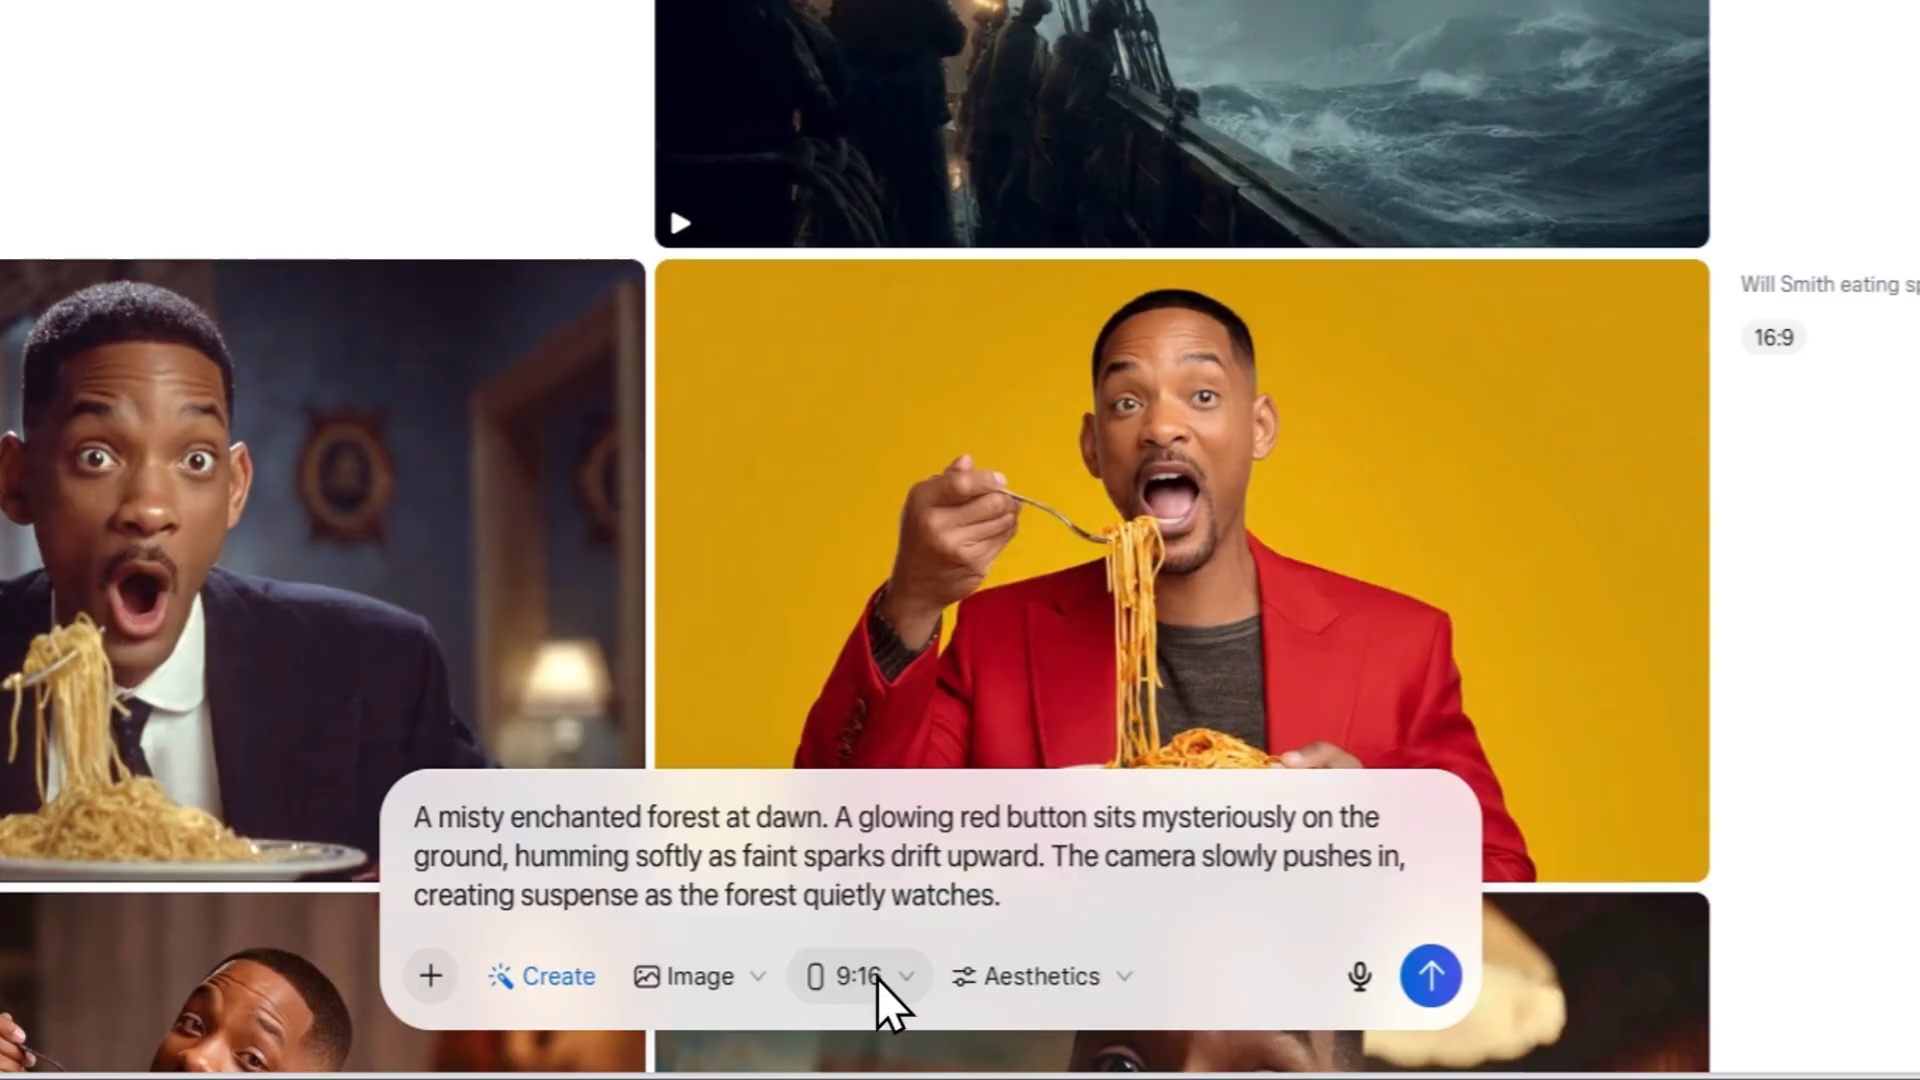 Will Smith eating
16:9
A misty enchanted forest at dawn. A glowing red button sits mysteriously on the
ground, humming softly as faint sparks drift upward. The camera slowly pushes in,
creating suspense as the forest quietly watches.
Create
Image
9:16
Aesthetics